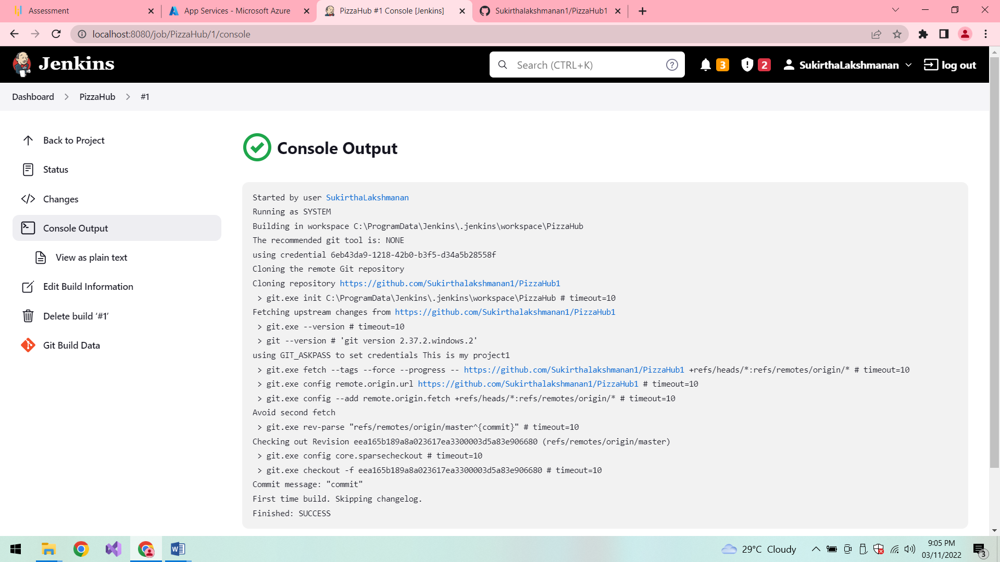 Assessment
App Services - Microsoft Azure
PizzaHub #1 Console [Jenkins]
Sukirthalakshmanan1/PizzaHub1
localhost:8080/job/PizzaHub/1/console
Jenkins
Search (CTRL+K)
?
3
2
SukirthaLakshmanan
log out
Dashboard
PizzaHub
#1
Back to Project
Status
Changes
Console Output
View as plain text
Edit Build Information
Delete build ‘#1’
Git Build Data
Console Output
Started by user SukirthaLakshmanan
Running as SYSTEM
Building in workspace C:\ProgramData\Jenkins\.jenkins\workspace\PizzaHub
The recommended git tool is: NONE
using credential 6eb43da9-1218-42b0-b3f5-d34a5b28558f
Cloning the remote Git repository
Cloning repository https://github.com/Sukirthalakshmanan1/PizzaHub1
> git.exe init C:\ProgramData\Jenkins\.jenkins\workspace\PizzaHub # timeout=10
Fetching upstream changes from https://github.com/Sukirthalakshmanan1/PizzaHub1
> git.exe --version # timeout=10
> git --version # 'git version 2.37.2.windows.2'
using GIT_ASKPASS to set credentials This is my project1
> git.exe fetch --tags --force --progress -- https://github.com/Sukirthalakshmanan1/PizzaHub1 +refs/heads/*:refs/remotes/origin/* # timeout=10
> git.exe config remote.origin.url https://github.com/Sukirthalakshmanan1/PizzaHub1 # timeout=10
> git.exe config --add remote.origin.fetch +refs/heads/*:refs/remotes/origin/* # timeout=10
Avoid second fetch
> git.exe rev-parse "refs/remotes/origin/master^{commit}" # timeout=10
Checking out Revision eea165b189a8a023617ea3300003d5a83e906680 (refs/remotes/origin/master)
> git.exe config core.sparsecheckout # timeout=10
> git.exe checkout -f eea165b189a8a023617ea3300003d5a83e906680 # timeout=10
Commit message: "commit"
First time build. Skipping changelog.
Finished: SUCCESS
29°C Cloudy
9:05 PM
03/11/2022
3